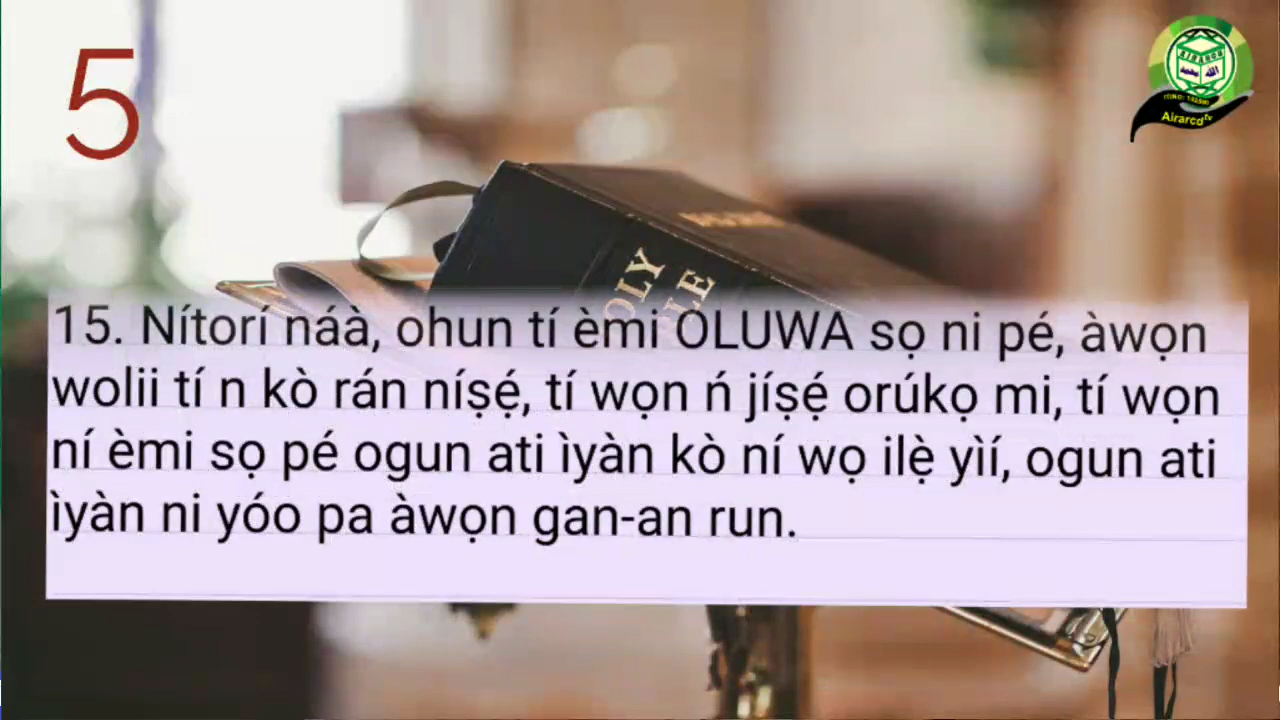 5
15. Nítorí náà, ohun tí èmi OLUWA sọ ni pé, àwọn
wolii tí n kò rán níṣẹ́, tí wọn ń jíṣẹ́ orúkọ mi, tí wọn
ní èmi sọ pé ogun ati ìyàn kò ní wọ ilẹ̀ yìí, ogun ati
ìyàn ni yóo pa àwọn gan-an run.
AIRARCD
Airarcd tv